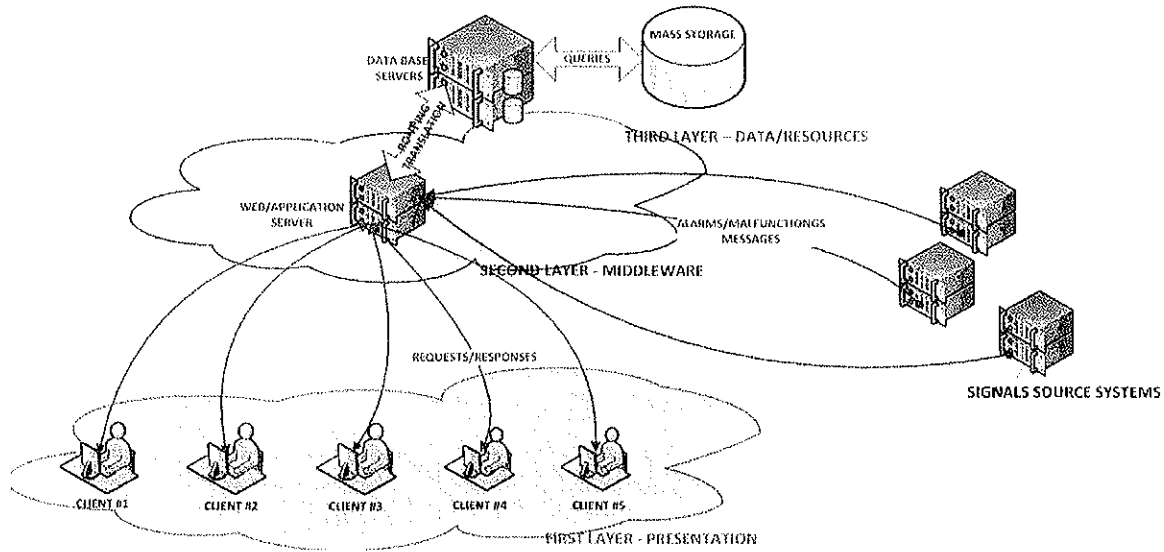 MASS STORAGE
DATA BASE
SERVERS
QUERIES
ROUTING
TRANSLATION
THIRD LAYER – DATA/RESOURCES
WEB/APPLICATION
SERVER
ALARMS/MALFUNCTIONGS
MESSAGES
SECOND LAYER - MIDDLEWARE
REQUESTS/RESPONSES
SIGNALS SOURCE SYSTEMS
CLIENT #1
CLIENT #2
CLIENT #3
CLIENT #4
CLIENT #5
FIRST LAYER - PRESENTATION